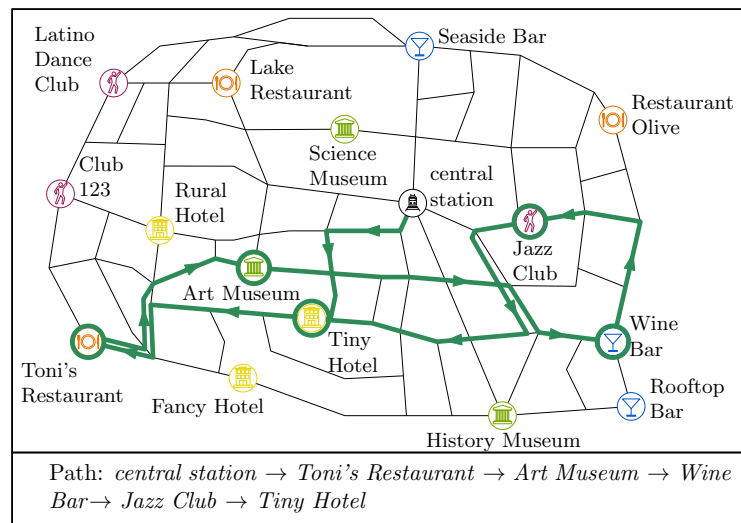 Latino
Dance
Club
Seaside Bar
Lake
Restaurant
Restaurant
Olive
Science
Museum
central
station
Club
123
Rural
Hotel
Jazz
Club
Art Museum
Tiny
Hotel
Wine
Bar
Toni's
Restaurant
Fancy Hotel
Rooftop
Bar
History Museum
Path: central station → Toni's Restaurant → Art Museum → Wine
Bar→ Jazz Club → Tiny Hotel